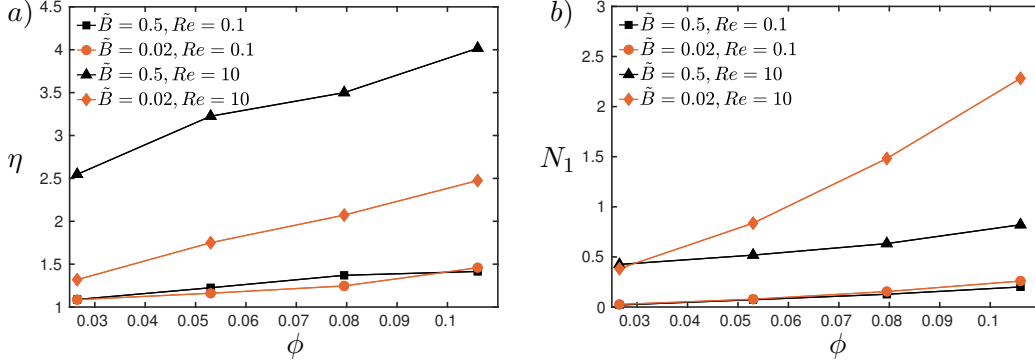 a)
B̃ = 0.5, Re = 0.1
B̃ = 0.02, Re = 0.1
B̃ = 0.5, Re = 10
B̃ = 0.02, Re = 10
η
4.5
4
3.5
3
2.5
2
1.5
1
0.03 0.04 0.05 0.06 0.07 0.08 0.09 0.1
ϕ
b)
B̃ = 0.5, Re = 0.1
B̃ = 0.02, Re = 0.1
B̃ = 0.5, Re = 10
B̃ = 0.02, Re = 10
N₁
3
2.5
2
1.5
1
0.5
0
0.03 0.04 0.05 0.06 0.07 0.08 0.09 0.1
ϕ